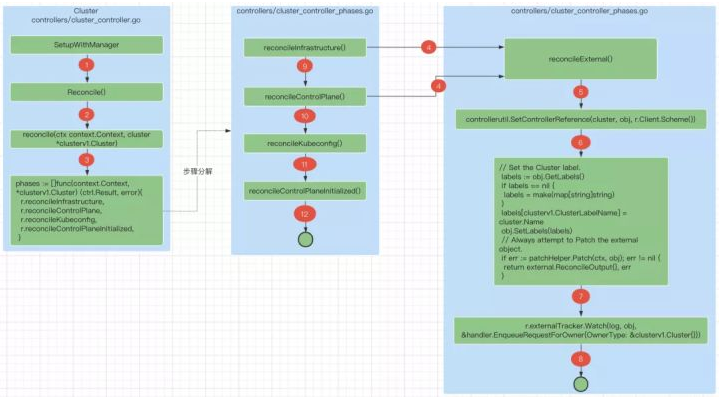 Cluster
controllers/cluster_controller.go
SetupWithManager
1
Reconcile()
2
reconcile(ctx context.Context, cluster
*clusterv1.Cluster)
3
phases := []func(context.Context,
*clusterv1.Cluster) (ctrl.Result, error){
r.reconcileInfrastructure,
r.reconcileControlPlane,
r.reconcileKubeconfig,
r.reconcileControlPlaneInitialized,
}
步骤分解
controllers/cluster_controller_phases.go
reconcileInfrastructure()
9
reconcileControlPlane()
10
reconcileKubeconfig()
11
reconcileControlPlaneInitialized()
12
4
4
controllers/cluster_controller_phases.go
reconcileExternal()
5
controllerutil.SetControllerReference(cluster, obj, r.Client.Scheme())
6
// Set the Cluster label.
labels := obj.GetLabels()
if labels == nil {
labels = make(map[string]string)
}
labels[clusterv1.ClusterLabelName] =
cluster.Name
obj.SetLabels(labels)
// Always attempt to Patch the external
object.
if err := patchHelper.Patch(ctx, obj); err != nil {
return external.ReconcileOutput{}, err
}
7
r.externalTracker.Watch(log, obj,
&handler.EnqueueRequestForOwner{OwnerType: &clusterv1.Cluster{}})
8